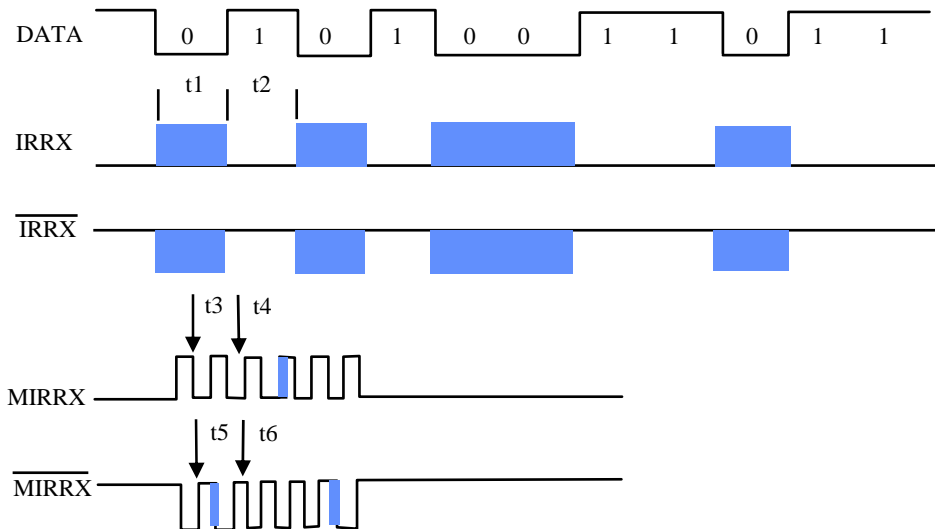 DATA 0 1 0 1 0 0 1 1 0 1 1
t1 t2
IRRX
IRRX
t3 t4
MIRRX
t5 t6
MIRRX